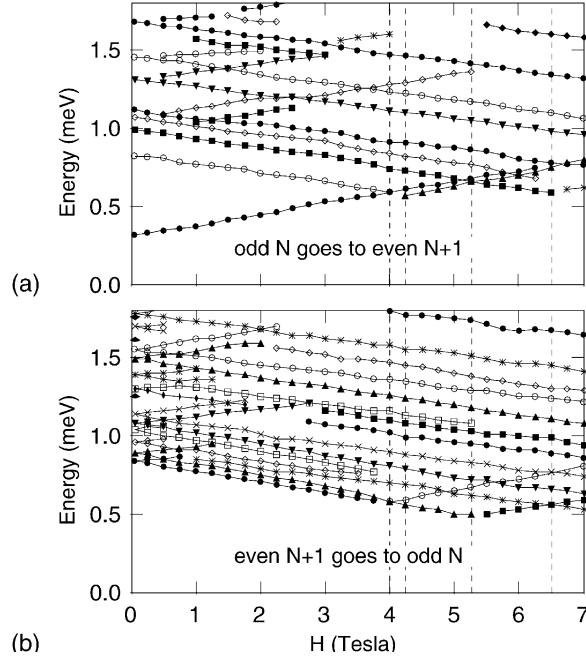 1.5
1.0
0.5
0.0
Energy (meV)
odd N goes to even N+1
(a)
1.5
1.0
0.5
0.0
Energy (meV)
even N+1 goes to odd N
0 1 2 3 4 5 6 7
H (Tesla)
(b)